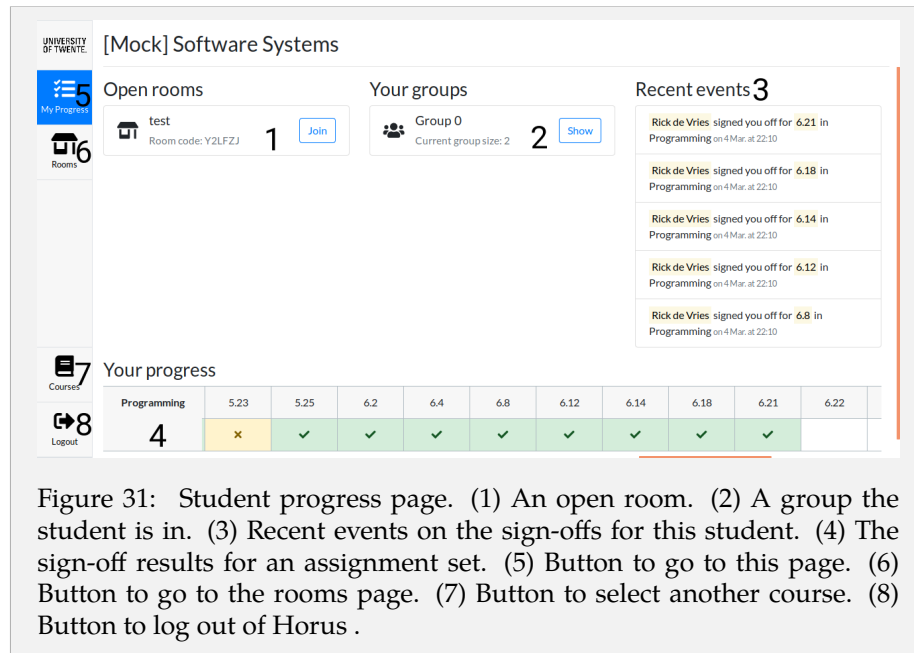 UNIVERSITY
OF TWENTE.
[Mock] Software Systems
5
My Progress
6
Rooms
7
Courses
8
Logout
Open rooms
test
Room code: Y2LFZJ
1
Join
Your groups
Group 0
Current group size: 2
2
Show
Recent events 3
Rick de Vries signed you off for 6.21 in
Programming on 4 Mar. at 22:10
Rick de Vries signed you off for 6.18 in
Programming on 4 Mar. at 22:10
Rick de Vries signed you off for 6.14 in
Programming on 4 Mar. at 22:10
Rick de Vries signed you off for 6.12 in
Programming on 4 Mar. at 22:10
Rick de Vries signed you off for 6.8 in
Programming on 4 Mar. at 22:10
Your progress
Programming 5.23 5.25 6.2 6.4 6.8 6.12 6.14 6.18 6.21 6.22
4 × ✓ ✓ ✓ ✓ ✓ ✓ ✓ ✓
Figure 31: Student progress page. (1) An open room. (2) A group the
student is in. (3) Recent events on the sign-offs for this student. (4) The
sign-off results for an assignment set. (5) Button to go to this page. (6)
Button to go to the rooms page. (7) Button to select another course. (8)
Button to log out of Horus .